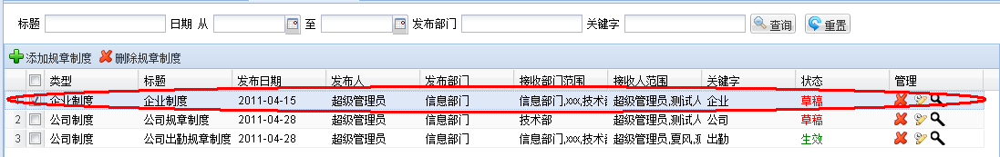 标题 日期 从 至 发布部门 关键字 查询 重置
添加规章制度 删除规章制度
类型 标题 发布日期 发布人 发布部门 接收部门范围 接收人范围 关键字 状态 管理
1 企业制度 企业制度 2011-04-15 超级管理员 信息部门 信息部门,xxx,技术 超级管理员,测试人 企业 草稿
2 公司制度 公司规章制度 2011-04-28 超级管理员 信息部门 技术部 超级管理员,测试人 公司 草稿
3 公司制度 公司出勤规章制度 2011-04-28 超级管理员 信息部门 信息部门,xxx,技术 超级管理员,夏风, 出勤 生效